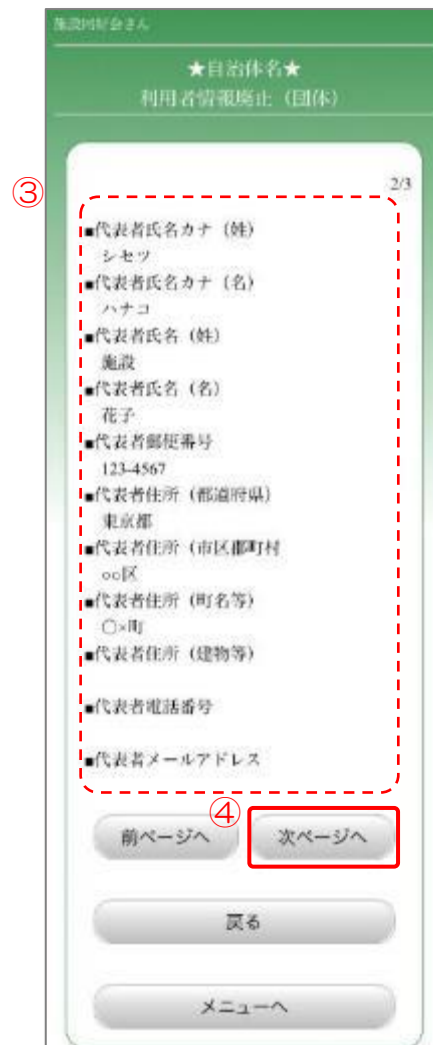 施設同好会さん
★自治体名★
利用者情報廃止（団体）
③
2/3
■代表者氏名カナ（姓）
シセツ
■代表者氏名カナ（名）
ハナコ
■代表者氏名（姓）
施設
■代表者氏名（名）
花子
■代表者郵便番号
123-4567
■代表者住所（都道府県）
東京都
■代表者住所（市区郡町村
○○区
■代表者住所（町名等）
○×町
■代表者住所（建物等）
■代表者電話番号
■代表者メールアドレス
④
前ページへ
次ページへ
戻る
メニューへ